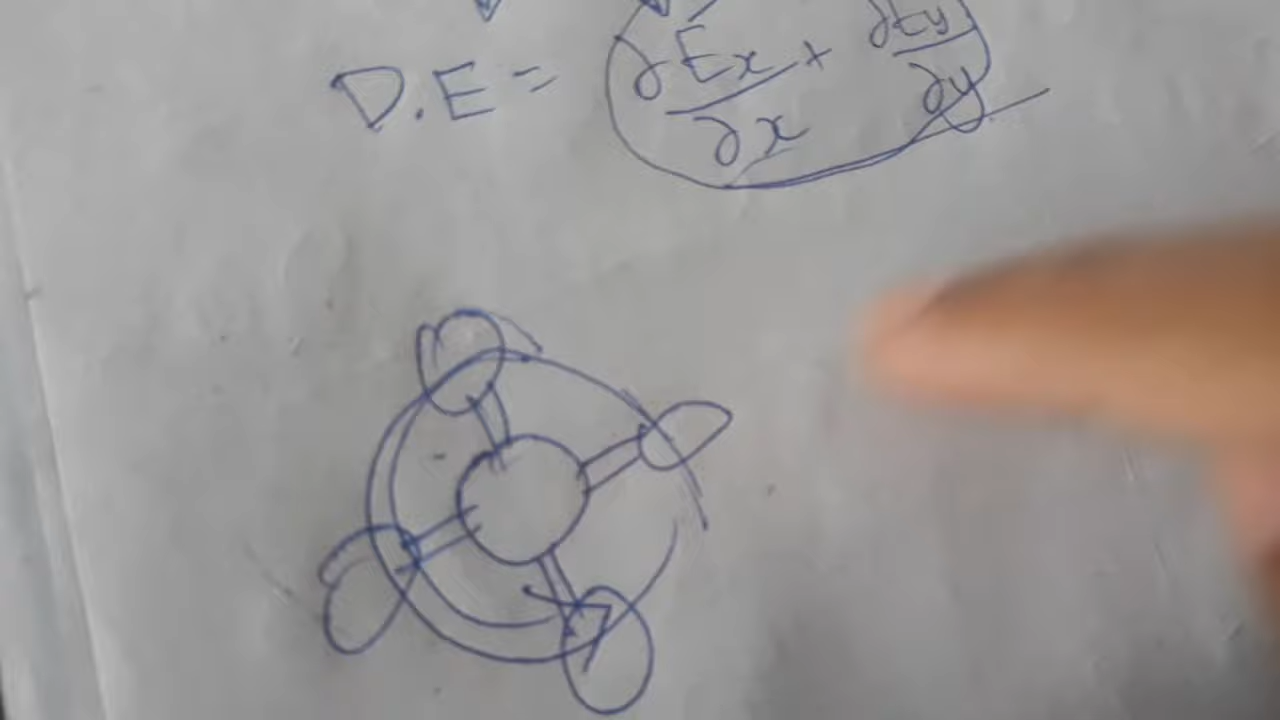 D.E = ∂Ex/∂x + ∂Ey/∂y